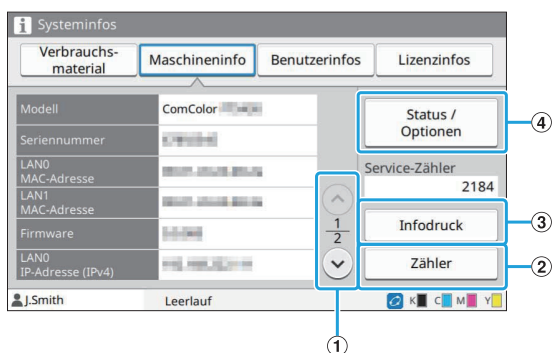 Systeminfos
Verbrauchs-
material
Maschineninfo
Benutzerinfos
Lizenzinfos
Modell
ComColor
Seriennummer
LAN0
MAC-Adresse
LAN1
MAC-Adresse
Firmware
LAN0
IP-Adresse (IPv4)
1
2
Status /
Optionen
4
Service-Zähler
2184
Infodruck
3
Zähler
2
J.Smith
Leerlauf
K C M Y
1